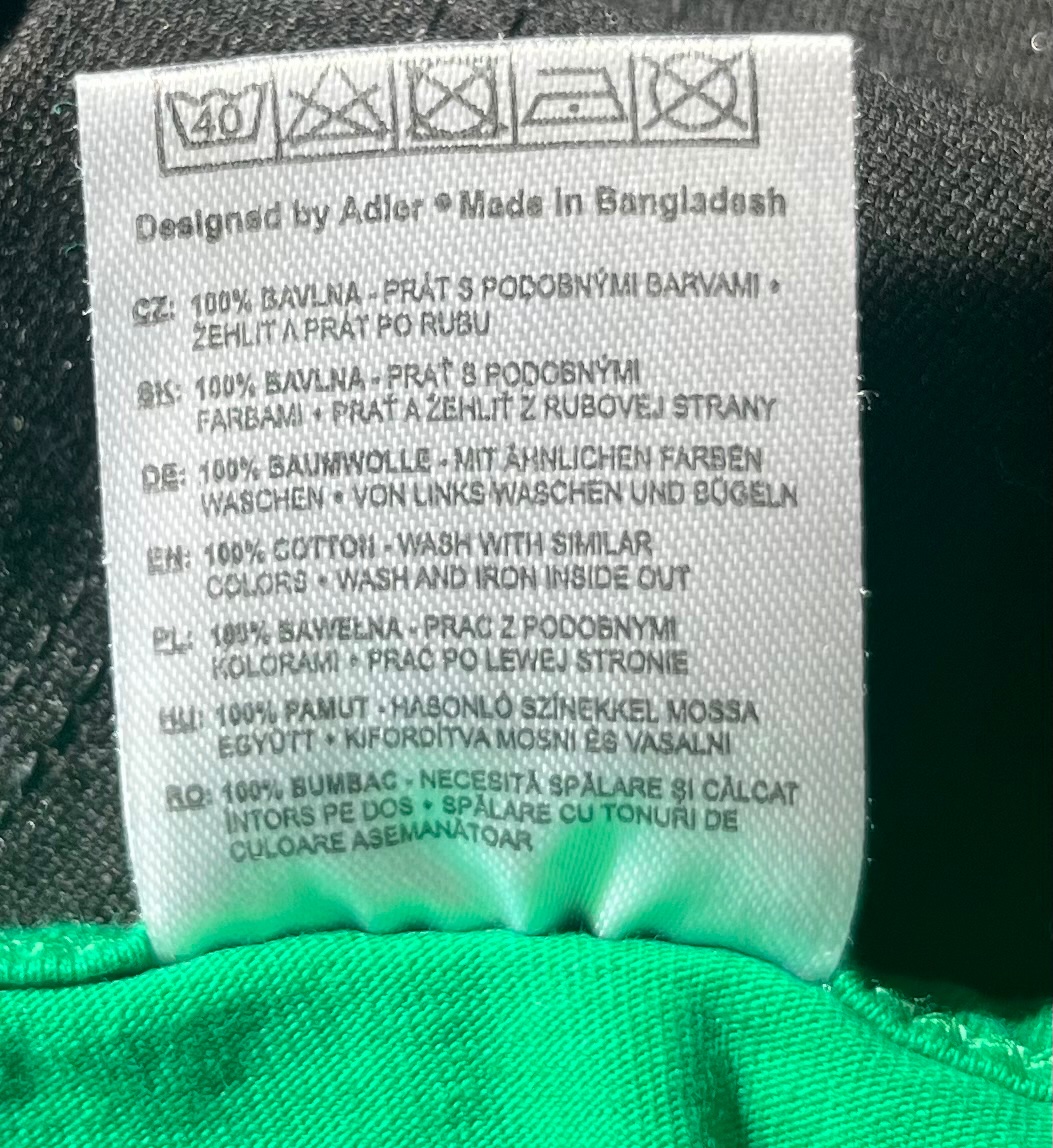 40
Designed by Adler • Made in Bangladesh
CZ: 100% BAVLNA - PRÁT S PODOBNÝMI BARVAMI •
ŽEHLIT A PRÁT PO RUBU
SK: 100% BAVLNA - PRAŤ S PODOBNÝMI
FARBAMI • PRAŤ A ŽEHLIŤ Z RUBOVEJ STRANY
DE: 100% BAUMWOLLE - MIT ÄHNLICHEN FARBEN
WASCHEN • VON LINKS WASCHEN UND BÜGELN
EN: 100% COTTON - WASH WITH SIMILAR
COLORS • WASH AND IRON INSIDE OUT
PL: 100% BAWEŁNA - PRAĆ Z PODOBNYMI
KOLORAMI • PRAĆ PO LEWEJ STRONIE
HU: 100% PAMUT - HASONLÓ SZÍNEKKEL MOSSA
EGYÜTT • KIFORDÍTVA MOSNI ÉS VASALNI
RO: 100% BUMBAC - NECESITĂ SPĂLARE ȘI CĂLCAT
ÎNTORS PE DOS • SPĂLARE CU TONURI DE
CULOARE ASEMANĂTOAR